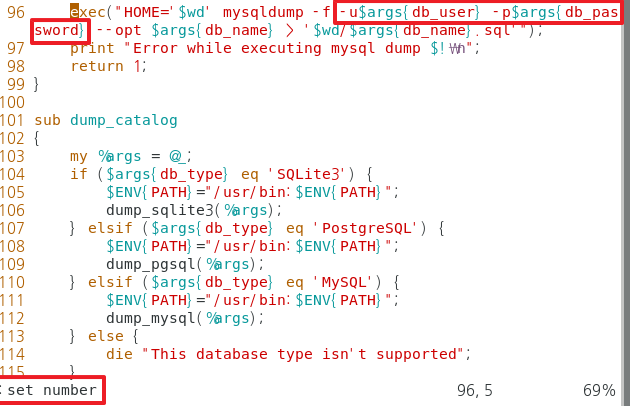 96     exec("HOME='$wd' mysqldump -f -u$args{db_user} -p$args{db_pas
sword} --opt $args{db_name} > '$wd/$args{db_name}.sql'");
97     print "Error while executing mysql dump $!₩n";
98     return 1;
99 }
100
101 sub dump_catalog
102 {
103     my %args = @_;
104     if ($args{db_type} eq 'SQLite3') {
105         $ENV{PATH}="/usr/bin:$ENV{PATH}";
106         dump_sqlite3(%args);
107     } elsif ($args{db_type} eq 'PostgreSQL') {
108         $ENV{PATH}="/usr/bin:$ENV{PATH}";
109         dump_pgsql(%args);
110     } elsif ($args{db_type} eq 'MySQL') {
111         $ENV{PATH}="/usr/bin:$ENV{PATH}";
112         dump_mysql(%args);
113     } else {
114         die "This database type isn't supported";
115     }
:set number 96,5 69%